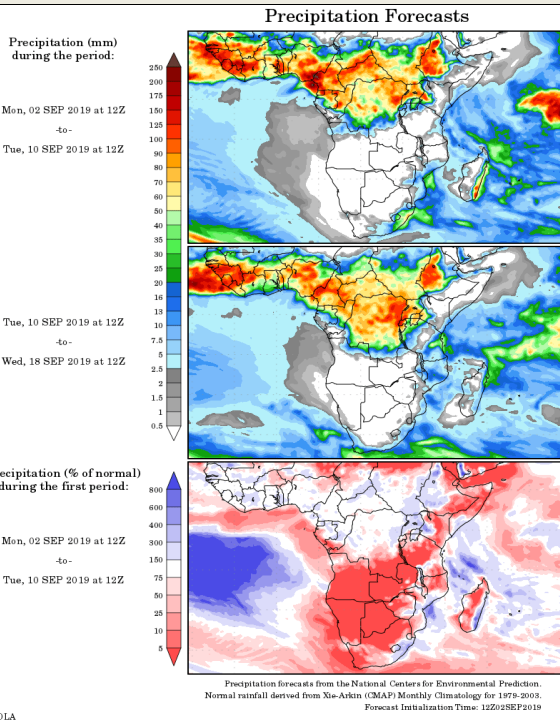 Precipitation Forecasts
Precipitation (mm)
during the period:
Mon, 02 SEP 2019 at 12Z
-to-
Tue, 10 SEP 2019 at 12Z
250
200
175
150
125
100
90
80
70
60
50
40
35
30
25
20
16
13
10
7.5
5
2.5
2
1.5
1
0.5
Tue, 10 SEP 2019 at 12Z
-to-
Wed, 18 SEP 2019 at 12Z
ecipitation (% of normal)
during the first period:
Mon, 02 SEP 2019 at 12Z
-to-
Tue, 10 SEP 2019 at 12Z
800
600
400
300
150
75
50
25
10
5
Precipitation forecasts from the National Centers for Environmental Prediction.
Normal rainfall derived from Xie-Arkin (CMAP) Monthly Climatology for 1979-2003.
Forecast Initialization Time: 12Z02SEP2019
OLA